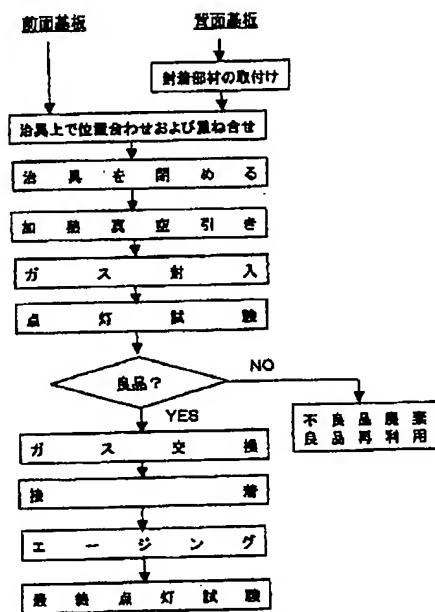 前面基板
背面基板
封着部材の取付け
治具上で位置合わせおよび重ね合せ
治具を閉める
加熱真空引き
ガス封入
点灯試験
良品?
NO
YES
不良品廃棄
良品再利用
ガス交換
接着
エージング
最終点灯試験